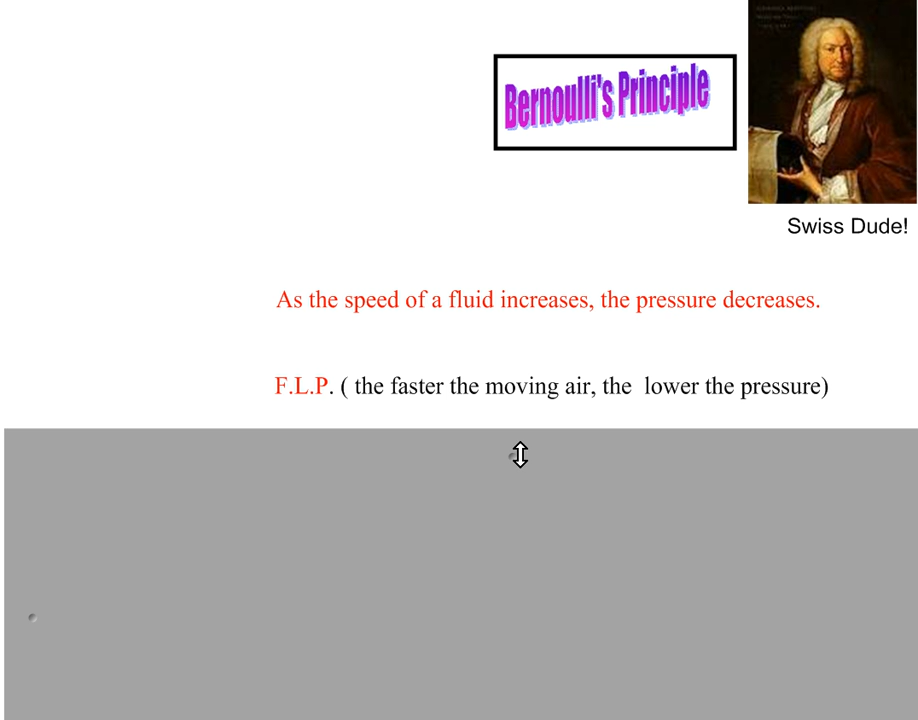 Bernoulli's Principle
Swiss Dude!
As the speed of a fluid increases, the pressure decreases.
F.L.P. ( the faster the moving air, the  lower the pressure)